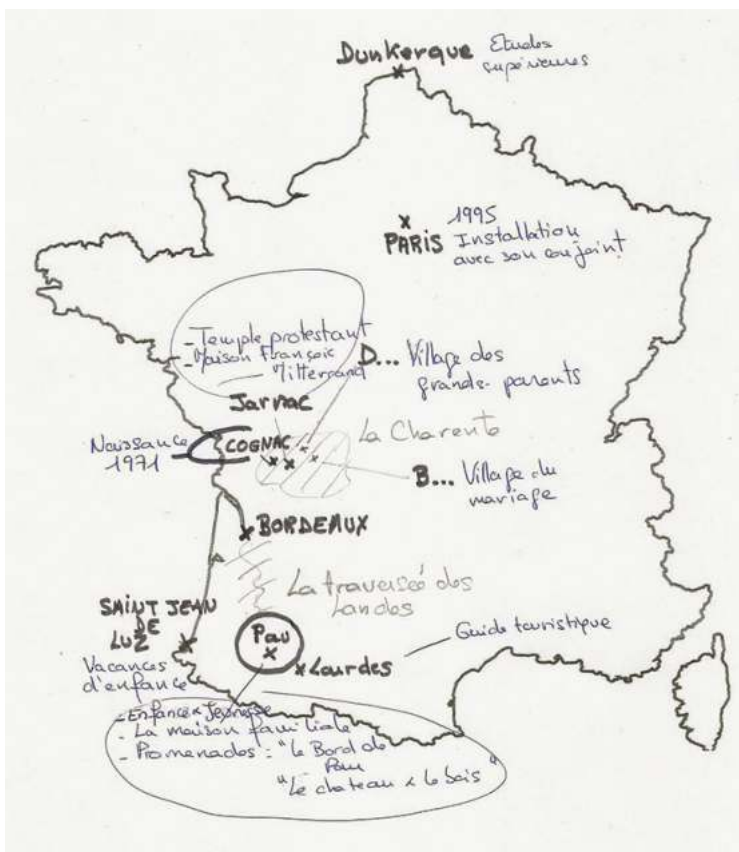 Dunkerque Etudes
supérieures
1995
PARIS Installation
avec son conjoint
- Temple protestant
- Maison François
Mitterrand
D... Village des
grands-parents
Jarnac
La Charente
Naissance
1971
COGNAC
B... Village du
mariage
BORDEAUX
La traversée des
Landes
SAINT JEAN
DE
LUZ
Vacances
d'enfance
Pau
Lourdes
Guide touristique
- Enfance & Jeunesse
- La maison familiale
- Promenades : "le Bord de
Pau
"Le chateau & le bois"